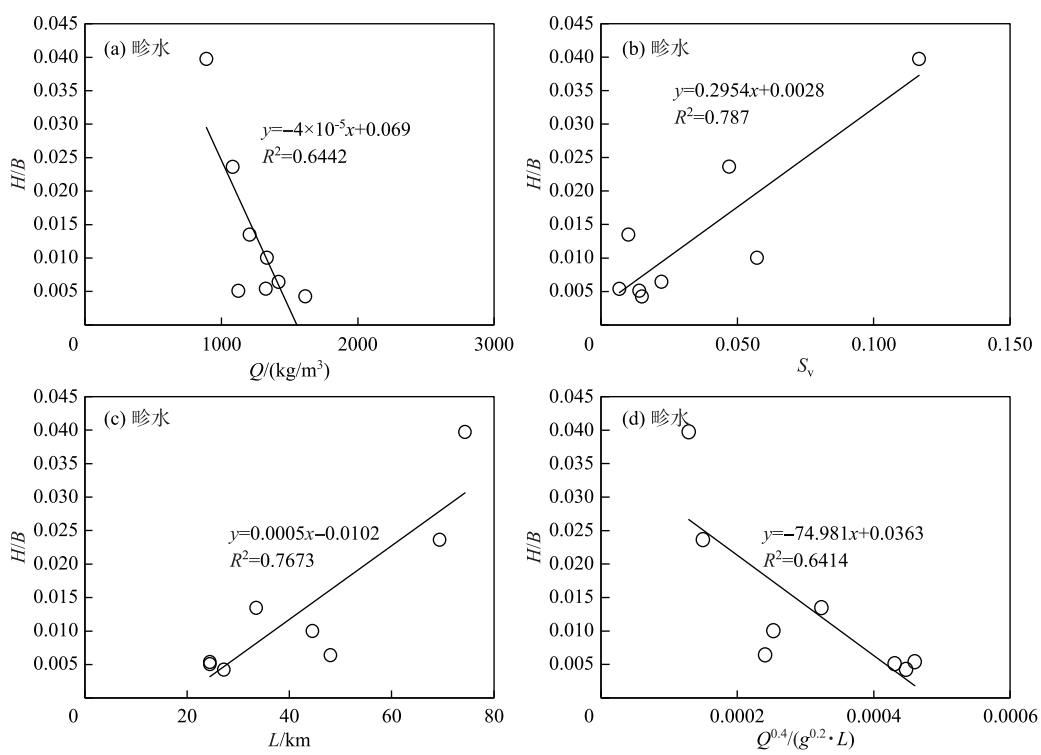 0.045
0.040
0.035
0.030
0.025
0.020
0.015
0.010
0.005
0
1000
2000
3000
H/B
Q/(kg/m³)
(a) 畛水
y=−4×10⁻⁵x+0.069
R²=0.6442
0.045
0.040
0.035
0.030
0.025
0.020
0.015
0.010
0.005
0
0.050
0.100
0.150
H/B
Sᵥ
(b) 畛水
y=0.2954x+0.0028
R²=0.787
0.045
0.040
0.035
0.030
0.025
0.020
0.015
0.010
0.005
0
20
40
60
80
H/B
L/km
(c) 畛水
y=0.0005x−0.0102
R²=0.7673
0.045
0.040
0.035
0.030
0.025
0.020
0.015
0.010
0.005
0
0.0002
0.0004
0.0006
H/B
Q⁰·⁴/(g⁰·²·L)
(d) 畛水
y=−74.981x+0.0363
R²=0.6414